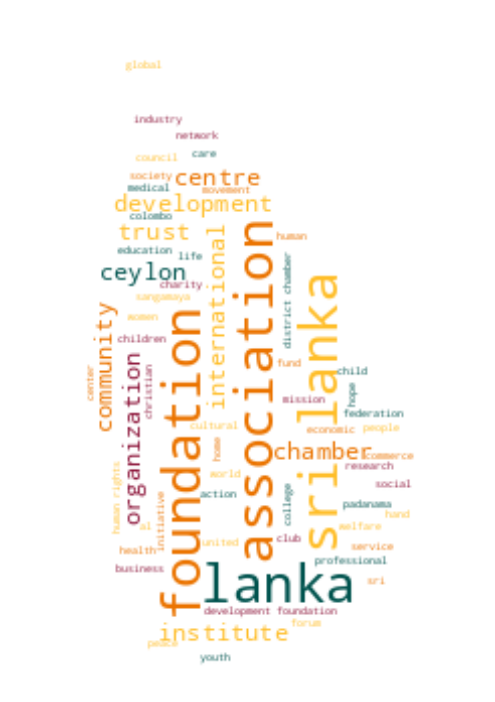 global
industry
network
council
care
society
centre
medical
movement
development
colombo
trust
human
education
life
international
association
district chamber
ceylon
charity
sangamaya
sri lanka
community
women
foundation
children
organization
christian
center
fund
child
hope
mission
federation
cultural
economic
people
home
chamber
commerce
research
human rights
world
social
action
college
initiative
padanama
hand
al
welfare
united
club
service
health
professional
business
lanka
sri
development foundation
forum
institute
peace
youth